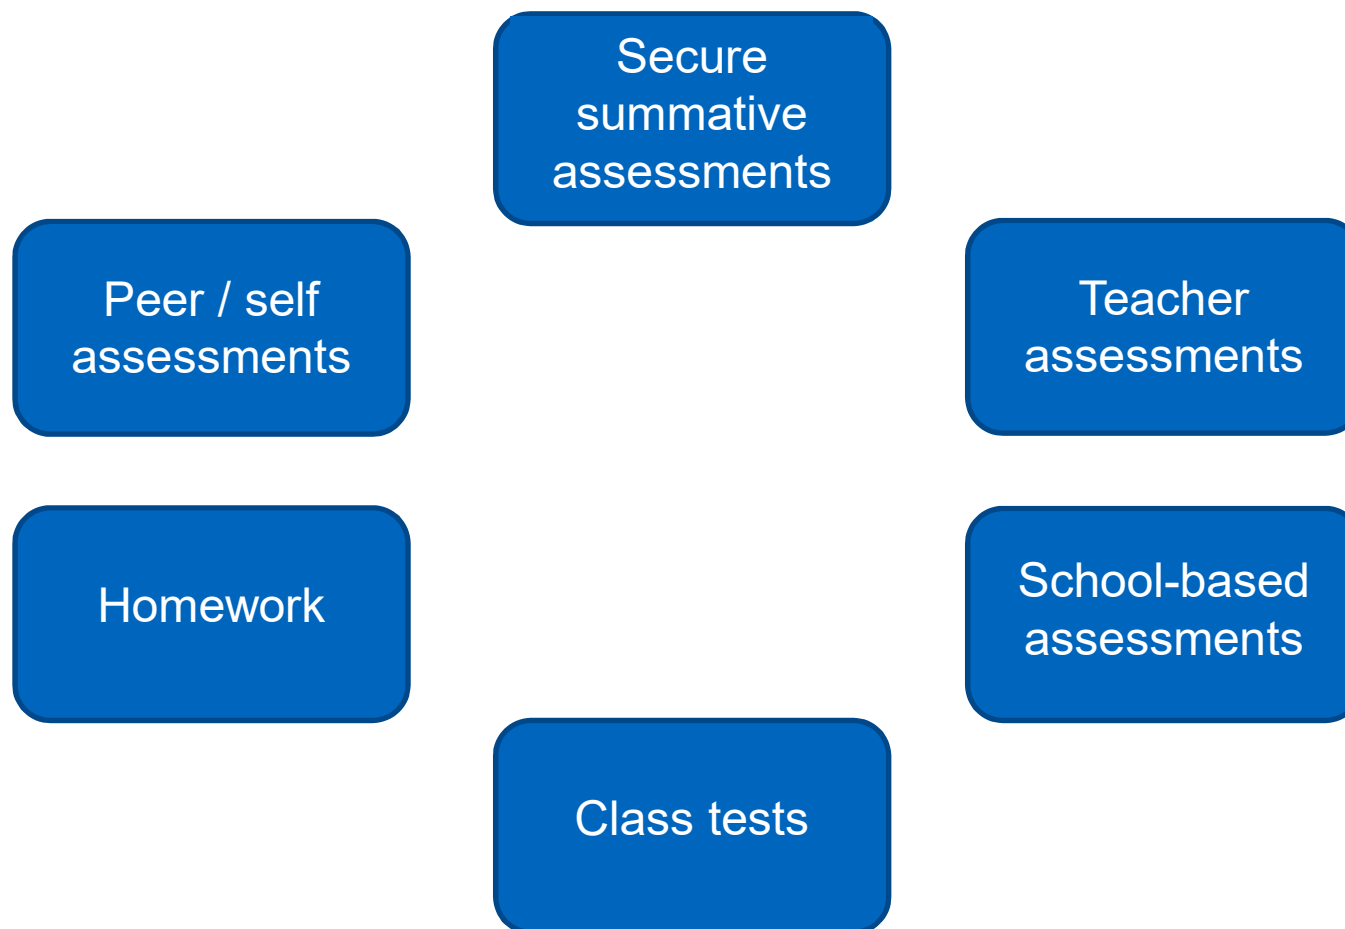 Secure
summative
assessments
Peer / self
assessments
Teacher
assessments
Homework
School-based
assessments
Class tests